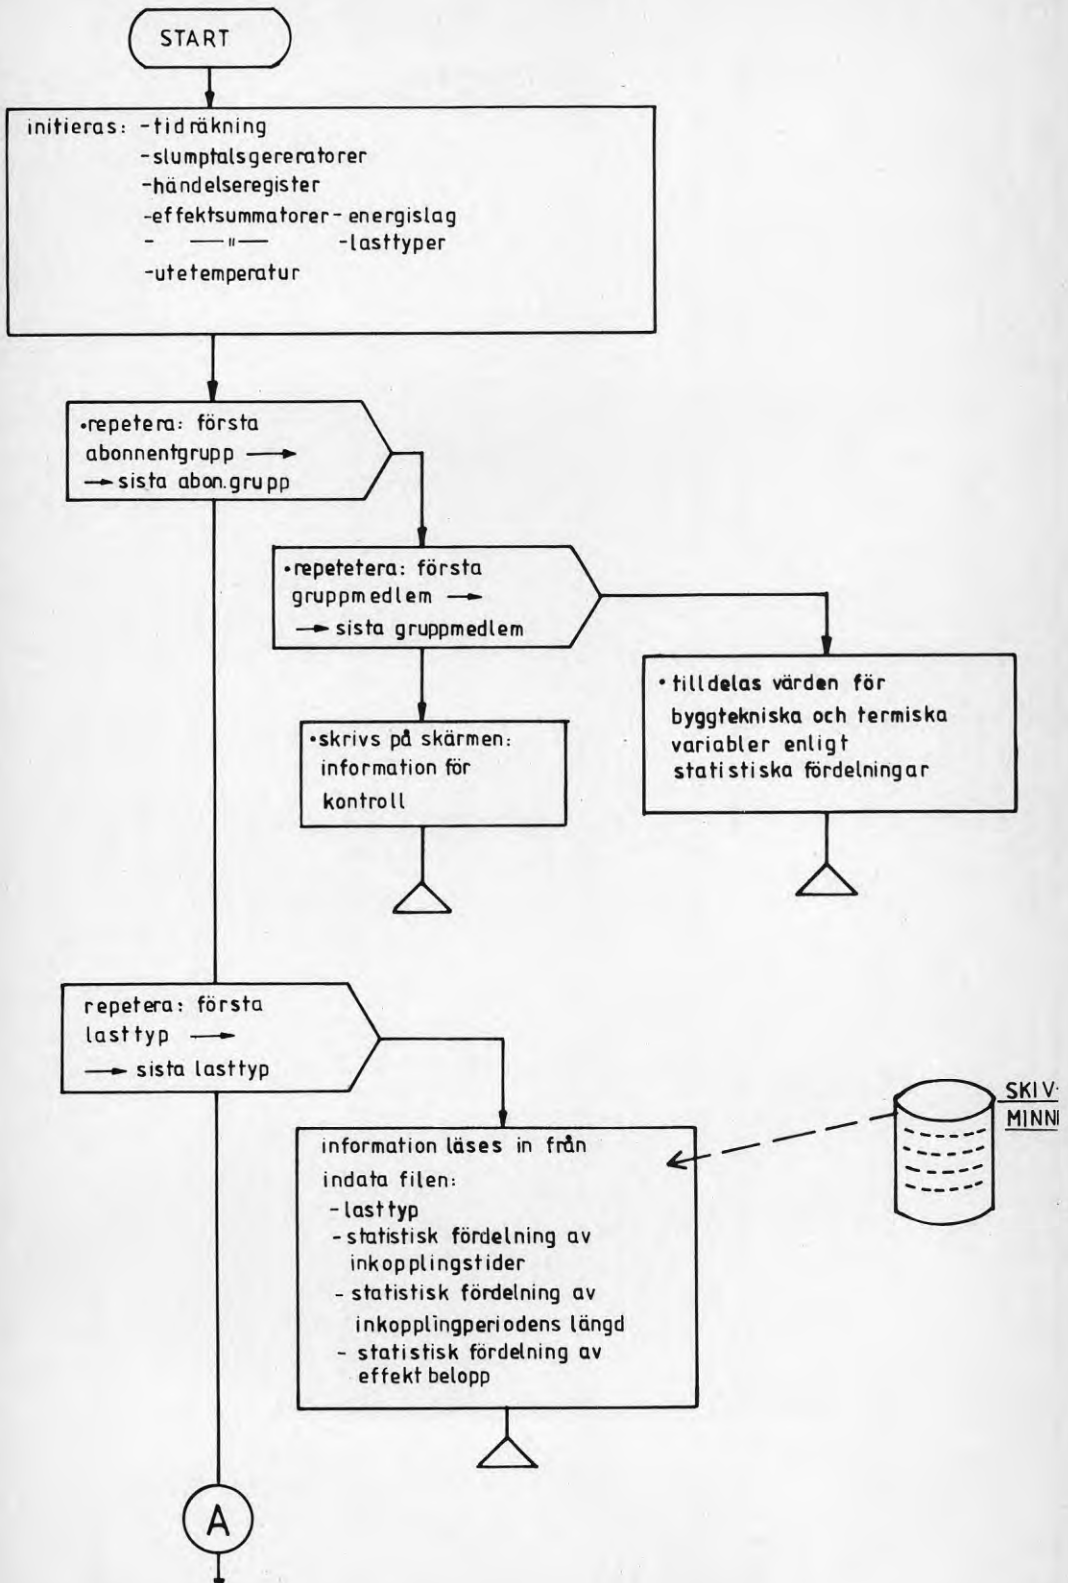 START
initieras: -tidräkning
-slumptalsgereratorer
-händelseregister
-effektsummatorer- energislag
- —— " —— -lasttyper
-utetemperatur
•repetera: första
abonnentgrupp →
→ sista abon.grupp
•repetetera: första
gruppmedlem →
→ sista gruppmedlem
• tilldelas värden för
byggtekniska och termiska
variabler enligt
statistiska fördelningar
•skrivs på skärmen:
information för
kontroll
repetera: första
lasttyp →
→ sista lasttyp
SKIV-
MINN
information läses in från
indata filen:
- lasttyp
- statistisk fördelning av
inkopplingstider
- statistisk fördelning av
inkopplingperiodens längd
- statistisk fördelning av
effekt belopp
A